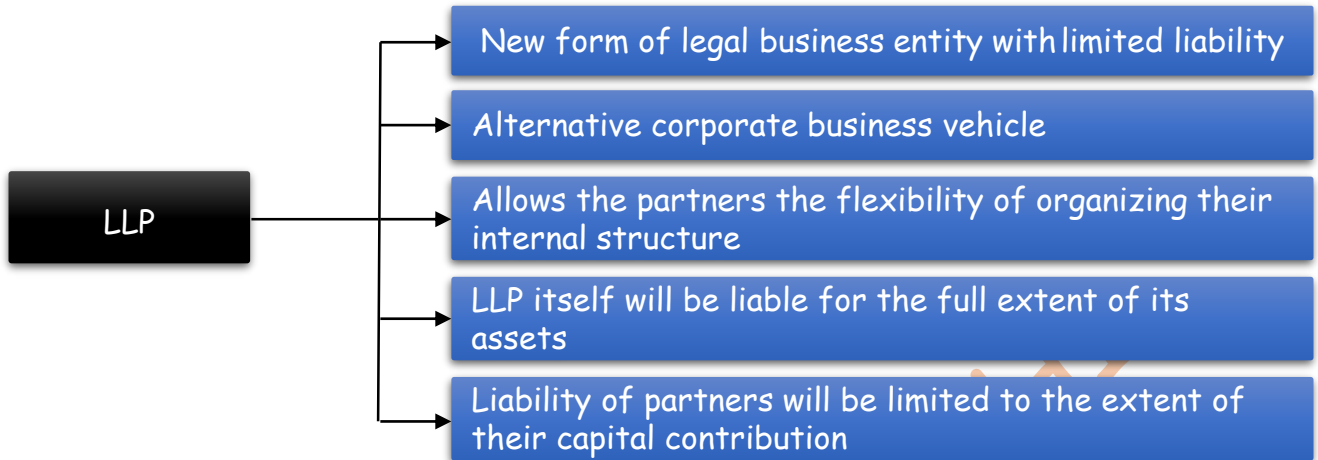 New form of legal business entity with limited liability
Alternative corporate business vehicle
Allows the partners the flexibility of organizing their
internal structure
LLP
LLP itself will be liable for the full extent of its
assets
Liability of partners will be limited to the extent of
their capital contribution